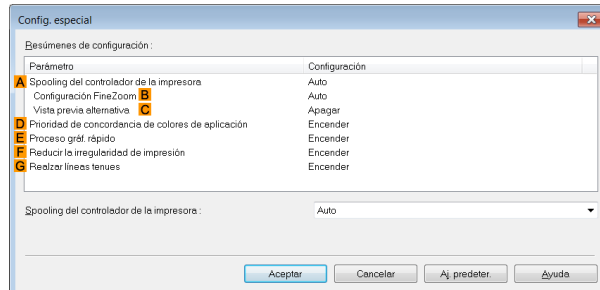 Config. especial
Resúmenes de configuración :
Parámetro Configuración
A Spooling del controlador de la impresora Auto
Configuración FineZoom B Auto
Vista previa alternativa C Apagar
D Prioridad de concordancia de colores de aplicación Encender
E Proceso gráf. rápido Encender
F Reducir la irregularidad de impresión Encender
G Realzar líneas tenues Encender
Spooling del controlador de la impresora : Auto
Aceptar Cancelar Aj. predeter. Ayuda